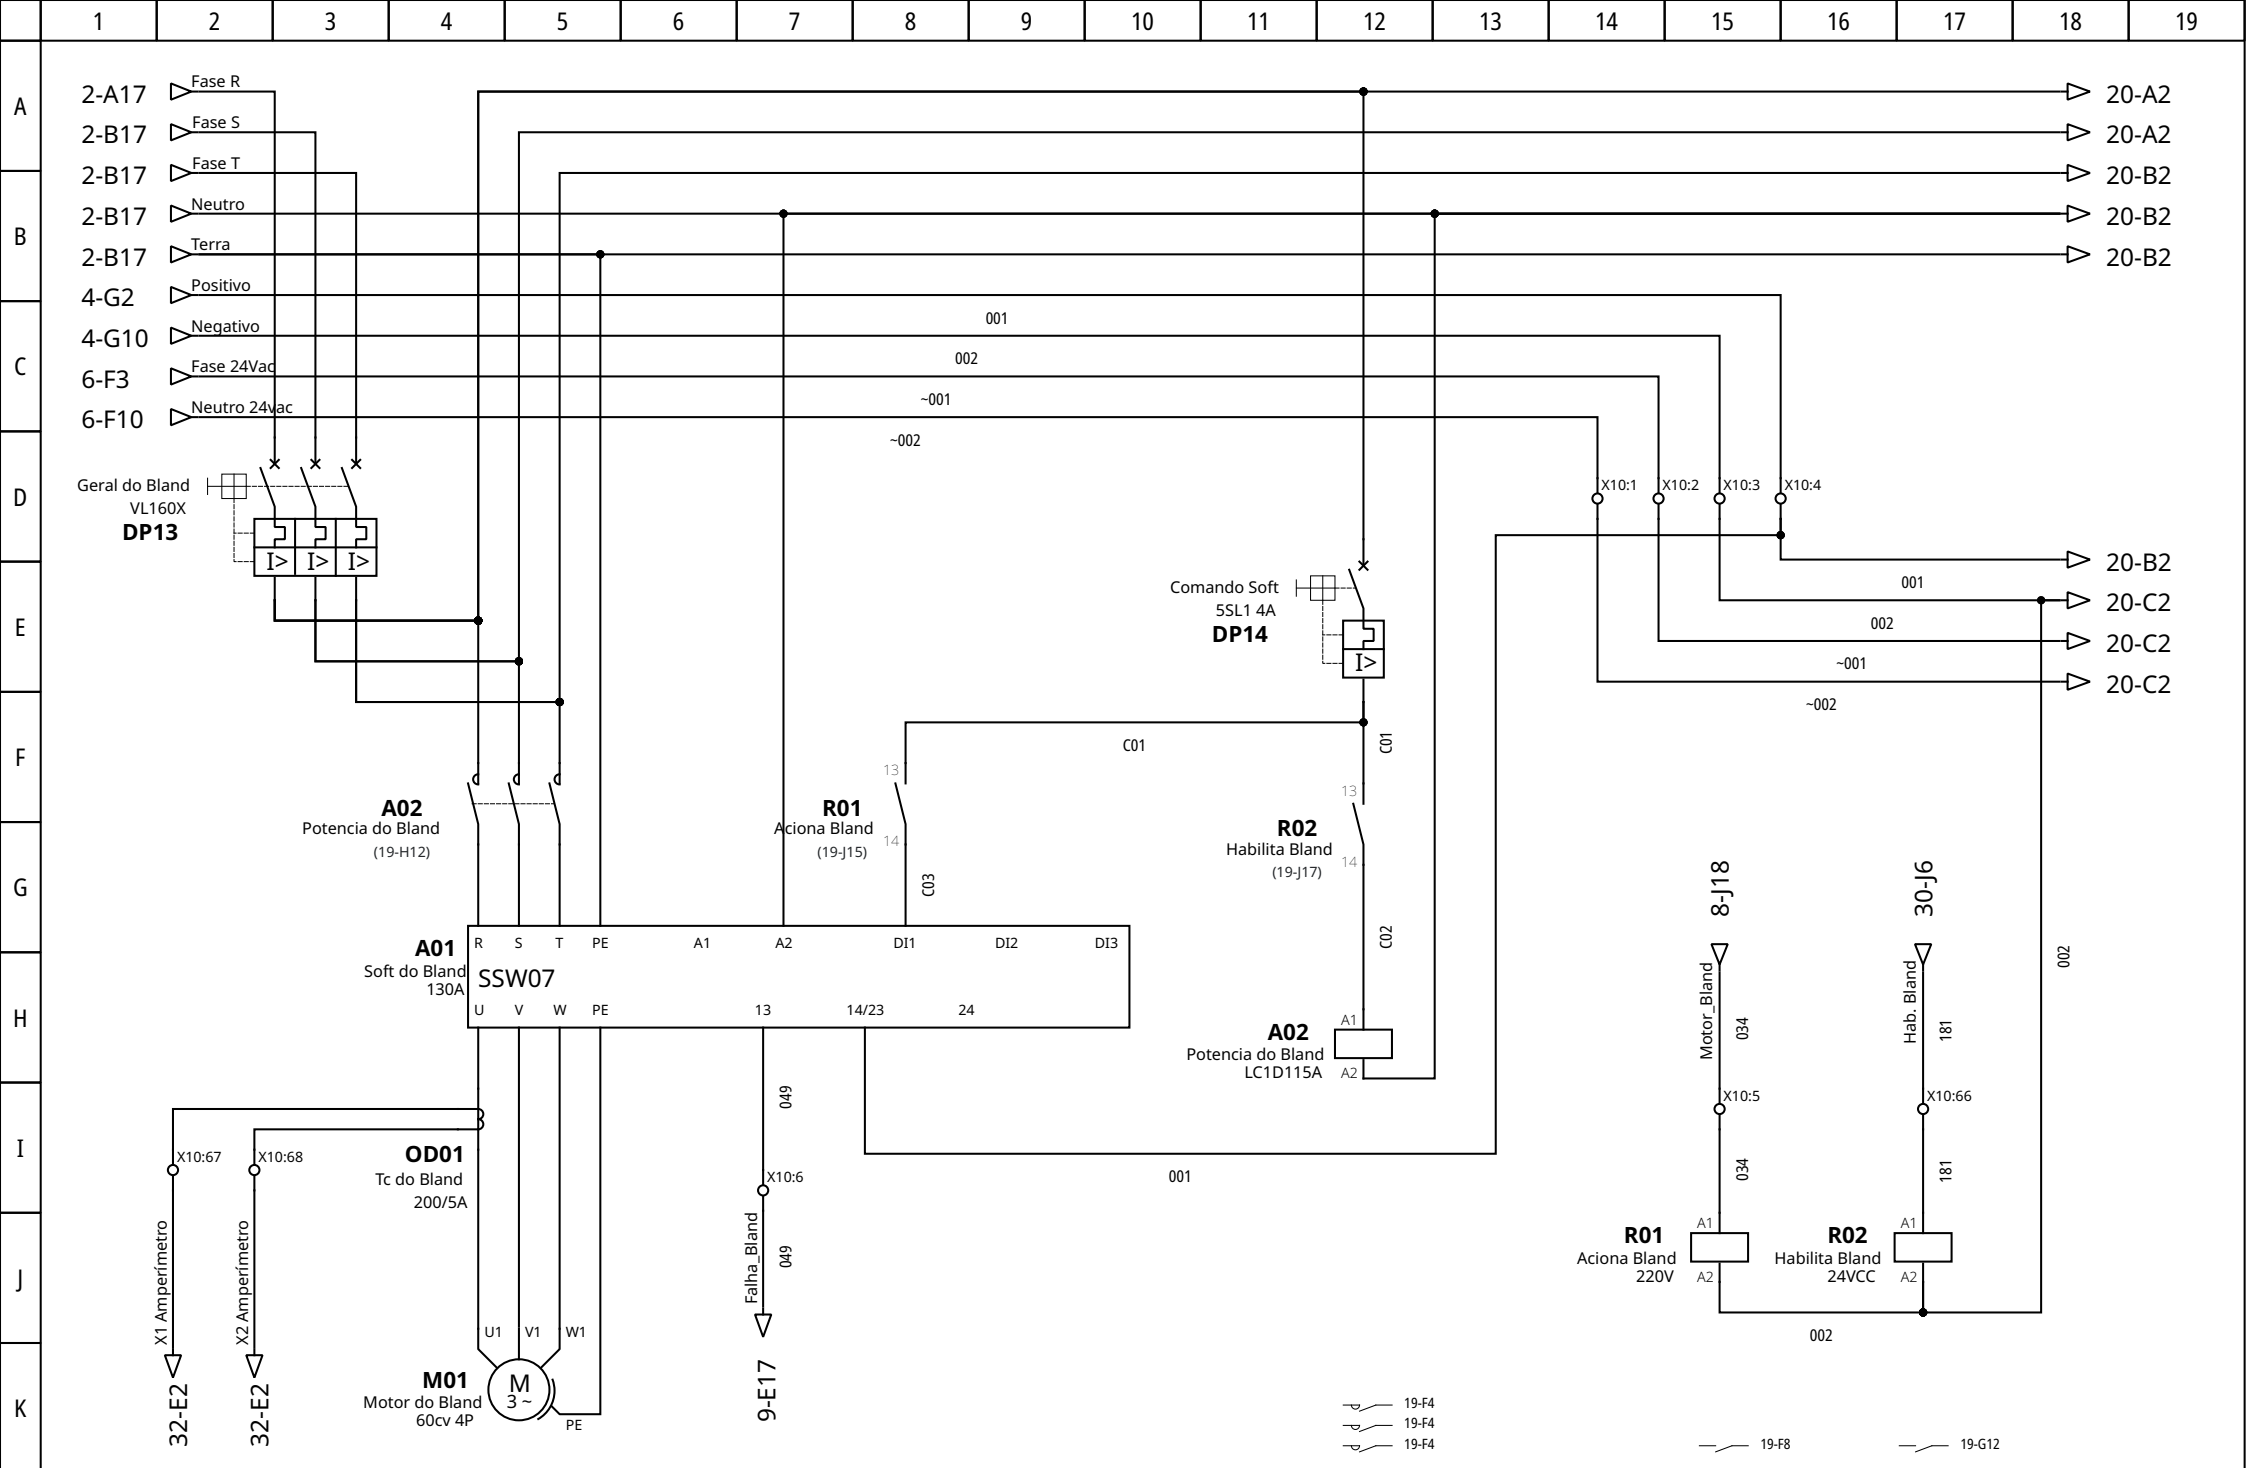 1 2 3 4 5 6 7 8 9 10 11 12 13 14 15 16 17 18 19
A
B
C
D
E
F
G
H
I
J
K
2-A17 Fase R 20-A2
2-B17 Fase S 20-A2
2-B17 Fase T 20-B2
2-B17 Neutro 20-B2
2-B17 Terra 20-B2
4-G2 Positivo
001
4-G10 Negativo
002
6-F3 Fase 24Vac
~001
6-F10 Neutro 24vac
~002
Geral do Bland
VL160X
DP13
I> I> I>
X10:1 X10:2 X10:3 X10:4
20-B2
001
20-C2
002
20-C2
~001
20-C2
~002
Comando Soft
5SL1 4A
DP14
I>
C01
C01
A02
Potencia do Bland
(19-H12)
13
R01
Aciona Bland
14
(19-J15)
C03
13
R02
Habilita Bland
14
(19-J17)
C02
8-J18
30-J6
002
A01
Soft do Bland
130A
R S T PE A1 A2 DI1 DI2 DI3
SSW07
U V W PE 13 14/23 24
A1
A02
Potencia do Bland
LC1D115A
A2
Motor_Bland
034
Hab. Bland
181
X10:5
X10:66
034
181
049
X10:67 X10:68
OD01
Tc do Bland
200/5A
X10:6
001
X1 Amperímetro
X2 Amperímetro
Falha_Bland
049
A1
R01
Aciona Bland
220V
A2
A1
R02
Habilita Bland
24VCC
A2
002
U1 V1 W1
M01
Motor do Bland
60cv 4P
M
3 ~
PE
32-E2
32-E2
9-E17
19-F4
19-F4
19-F4
19-F8
19-G12